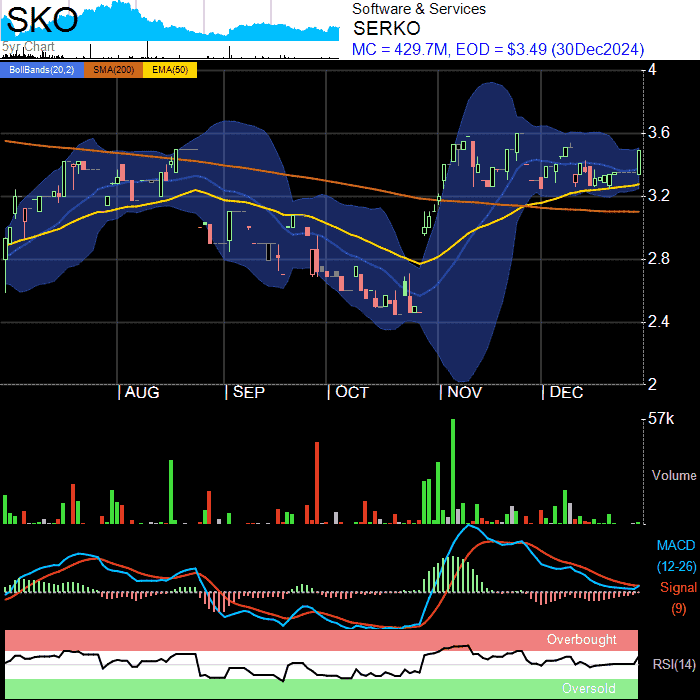 SKO
5yr Chart
Software & Services
SERKO
MC = 429.7M, EOD = $3.49 (30Dec2024)
BollBands(20,2) SMA(200) EMA(50)
4
3.6
3.2
2.8
2.4
2
| AUG | SEP | OCT | NOV | DEC
57k
Volume
MACD
(12-26)
Signal
(9)
Overbought
RSI(14)
Oversold